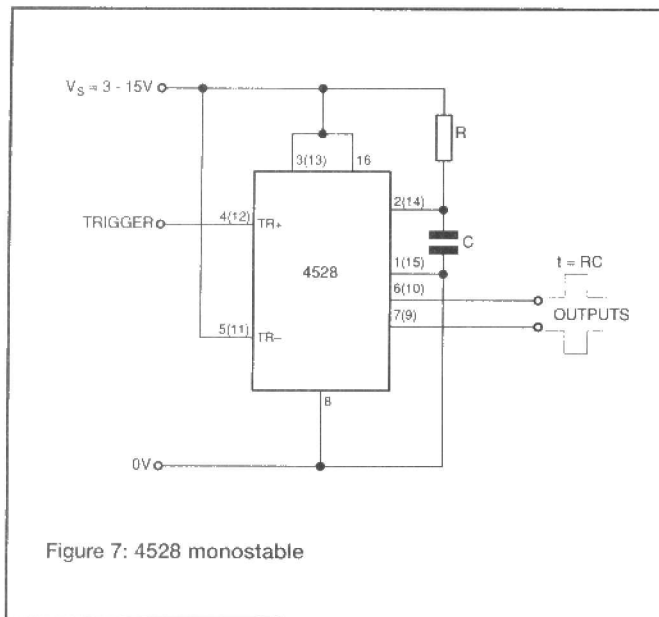 V_S = 3 - 15V
R
3(13)
16
2(14)
4(12)
TRIGGER
TR+
C
4528
1(15)
t = RC
6(10)
OUTPUTS
7(9)
5(11)
TR–
8
0V
Figure 7: 4528 monostable